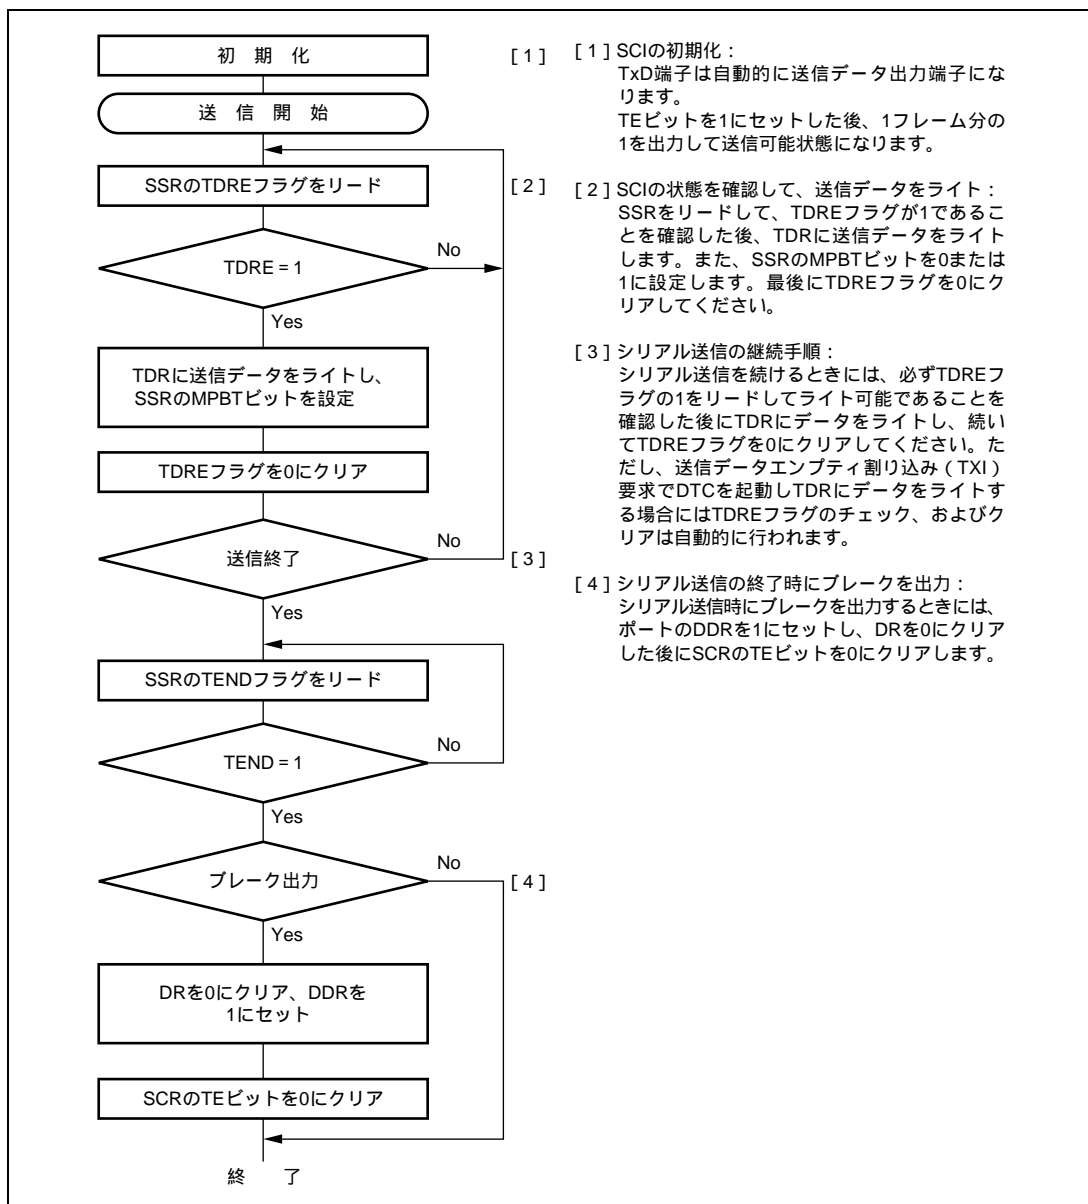 初　期　化
[ 1 ]
送　信　開　始
SSRのTDREフラグをリード
[ 2 ]
TDRE = 1
No
Yes
TDRに送信データをライトし、
SSRのMPBTビットを設定
TDREフラグを0にクリア
送信終了
No
[ 3 ]
Yes
SSRのTENDフラグをリード
TEND = 1
No
Yes
ブレーク出力
No
[ 4 ]
Yes
DRを0にクリア、DDRを
1にセット
SCRのTEビットを0にクリア
終　　了
[ 1 ] SCIの初期化：
TxD端子は自動的に送信データ出力端子にな
ります。
TEビットを1にセットした後、1フレーム分の
1を出力して送信可能状態になります。
[ 2 ] SCIの状態を確認して、送信データをライト：
SSRをリードして、TDREフラグが1であるこ
とを確認した後、TDRに送信データをライト
します。また、SSRのMPBTビットを0または
1に設定します。最後にTDREフラグを0にク
リアしてください。
[ 3 ] シリアル送信の継続手順：
シリアル送信を続けるときには、必ずTDREフ
ラグの1をリードしてライト可能であることを
確認した後にTDRにデータをライトし、続い
てTDREフラグを0にクリアしてください。た
だし、送信データエンプティ割り込み（TXI）
要求でDTCを起動しTDRにデータをライトす
る場合にはTDREフラグのチェック、およびク
リアは自動的に行われます。
[ 4 ] シリアル送信の終了時にブレークを出力：
シリアル送信時にブレークを出力するときには、
ポートのDDRを1にセットし、DRを0にクリア
した後にSCRのTEビットを0にクリアします。